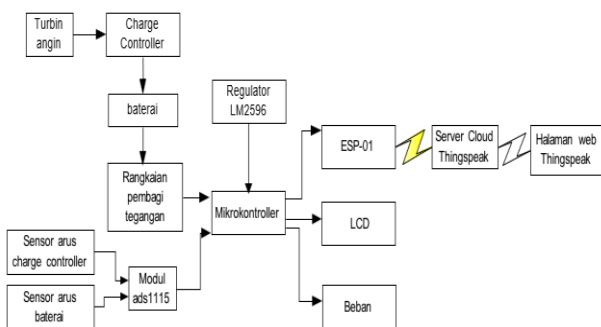 Turbin
angin
Charge
Controller
baterai
Regulator
LM2596
ESP-01
Server Cloud
Thingspeak
Halaman web
Thingspeak
Rangkaian
pembagi
tegangan
Mikrokontroller
LCD
Sensor arus
charge controller
Modul
ads1115
Sensor arus
baterai
Beban